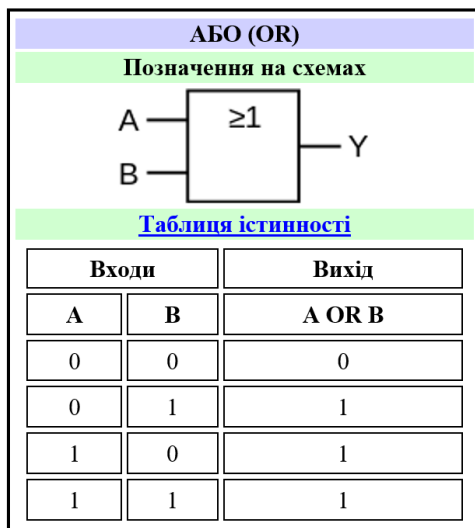 АБО (OR)
Позначення на схемах
A ≥1
Y
B
Таблиця істинності
Входи Вихід
A B A OR B
0 0 0
0 1 1
1 0 1
1 1 1